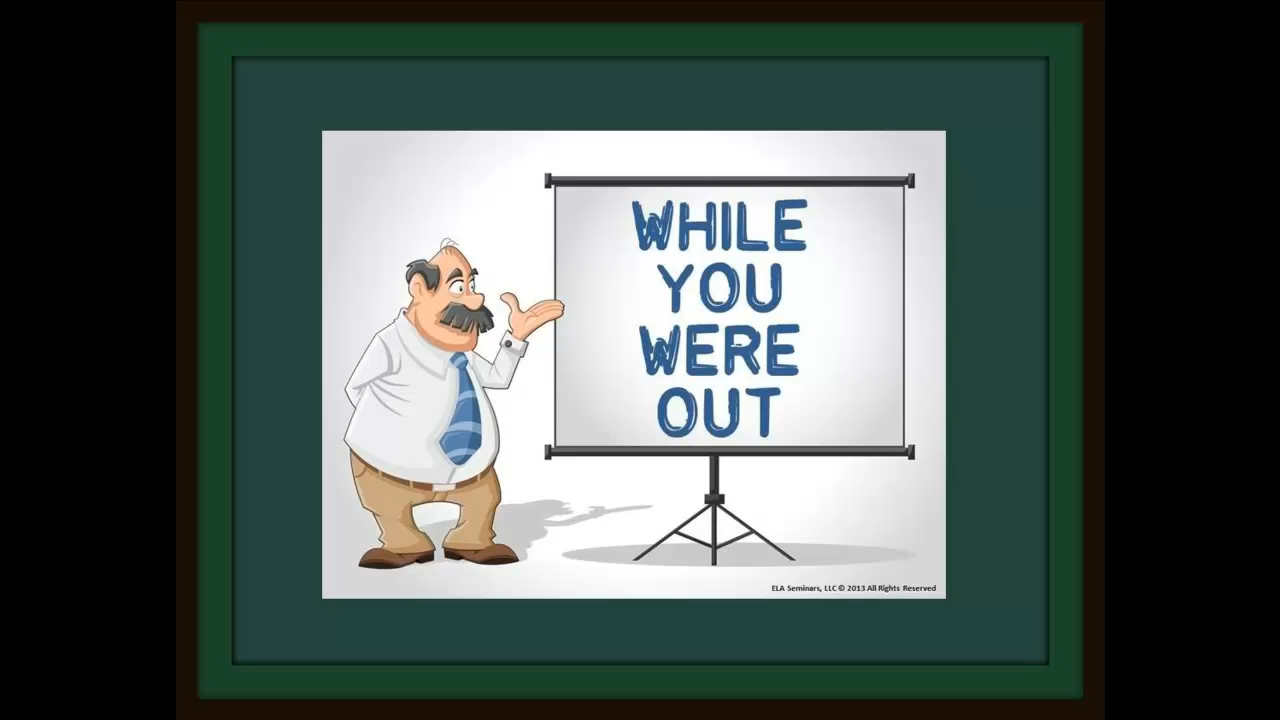 WHILE
YOU
WERE
OUT
ELA Seminars, LLC © 2013 All Rights Reserved